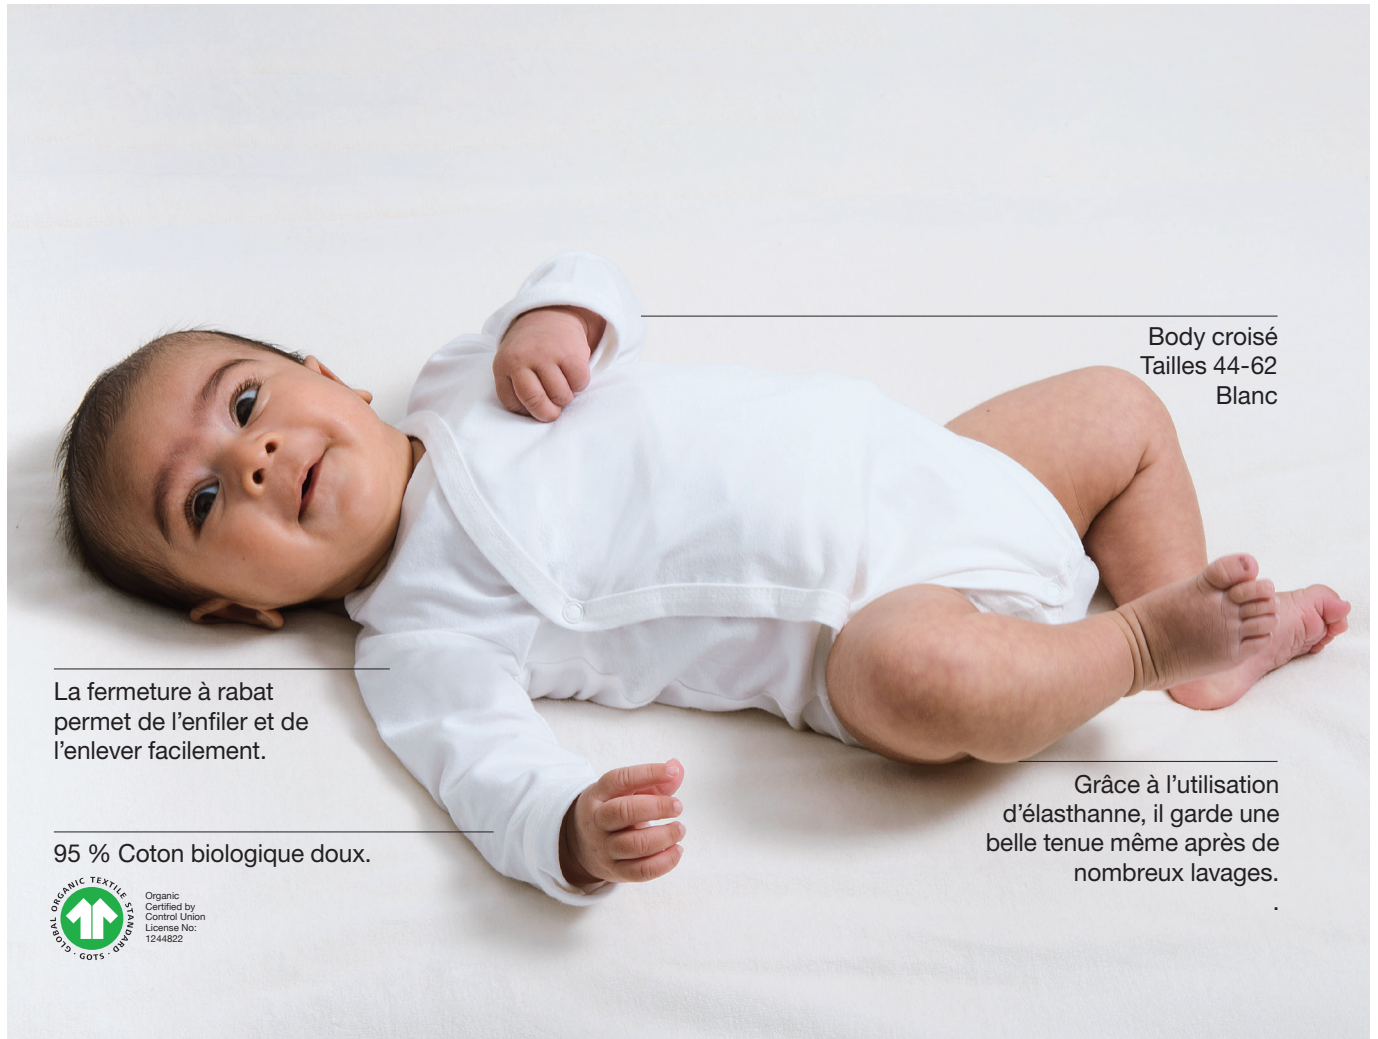 Body croisé
Tailles 44-62
Blanc
La fermeture à rabat
permet de l’enfiler et de
l’enlever facilement.
Grâce à l’utilisation
d’élasthanne, il garde une
belle tenue même après de
nombreux lavages.
.
95 % Coton biologique doux.
GLOBAL ORGANIC TEXTILE STANDARD · GOTS ·
Organic
Certified by
Control Union
License No:
1244822